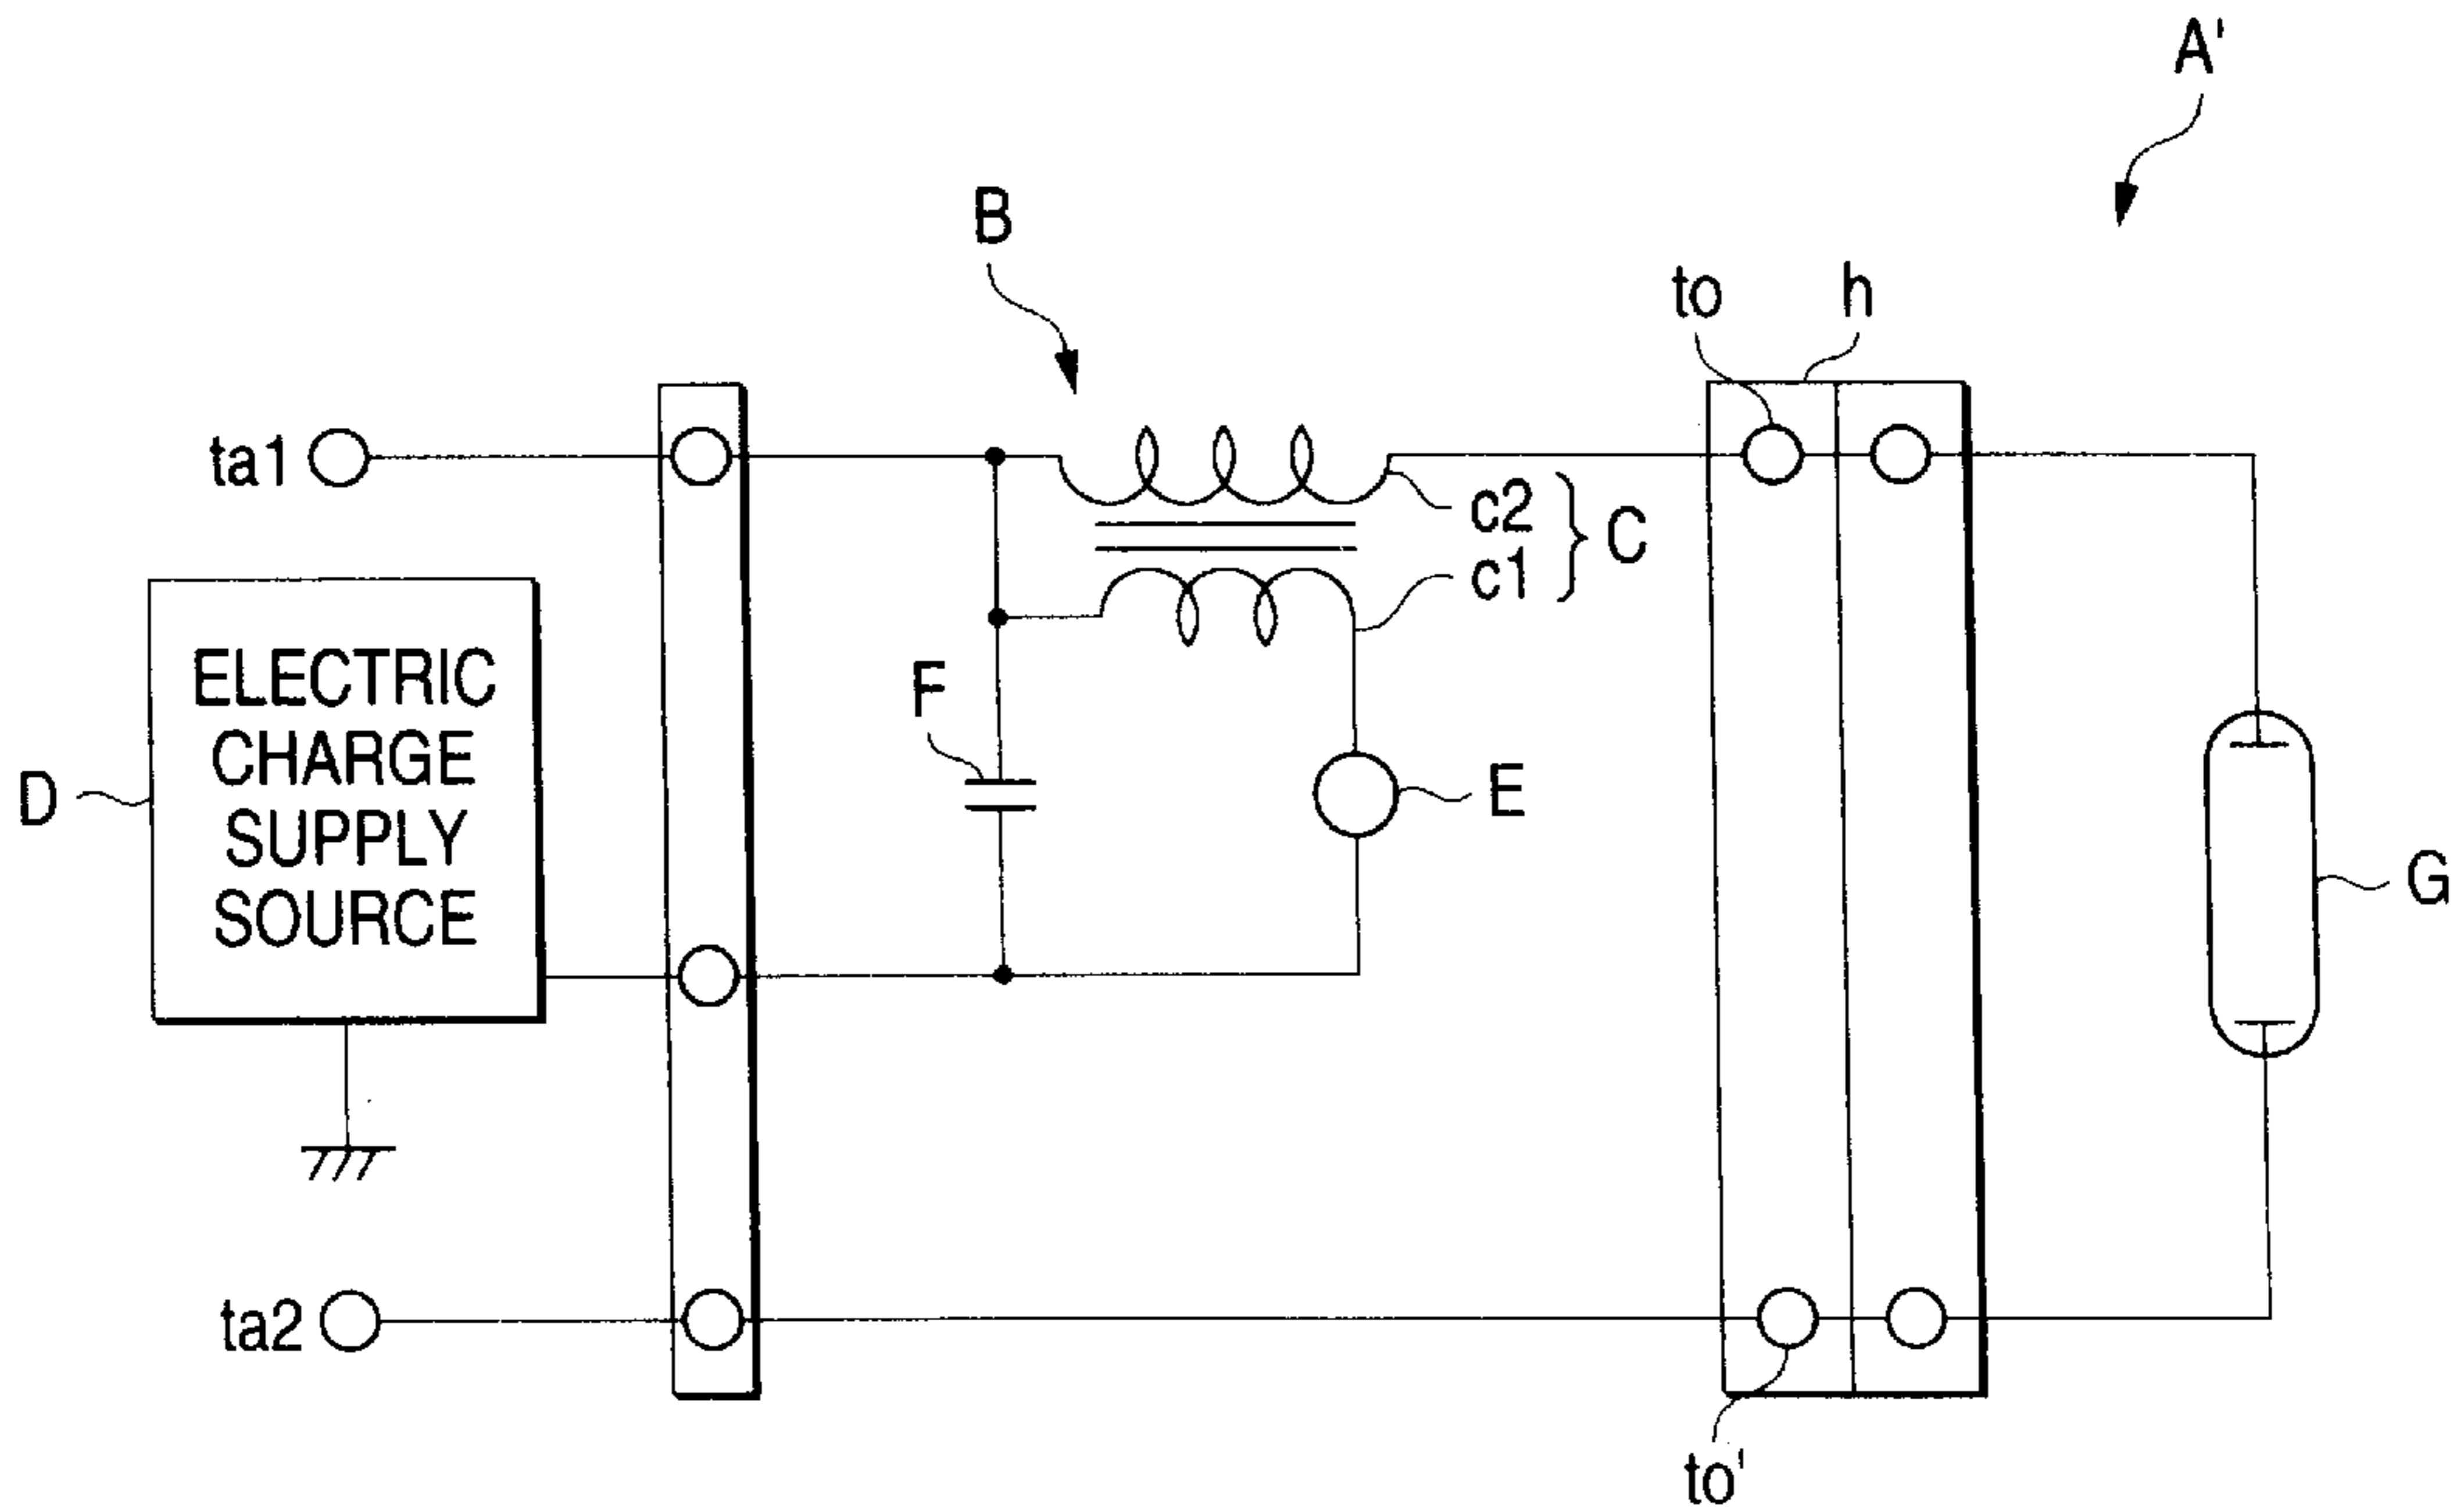 A'
B
to
h
ta1
c2
C
c1
ELECTRIC
CHARGE
SUPPLY
SOURCE
F
D
E
G
ta2
to'